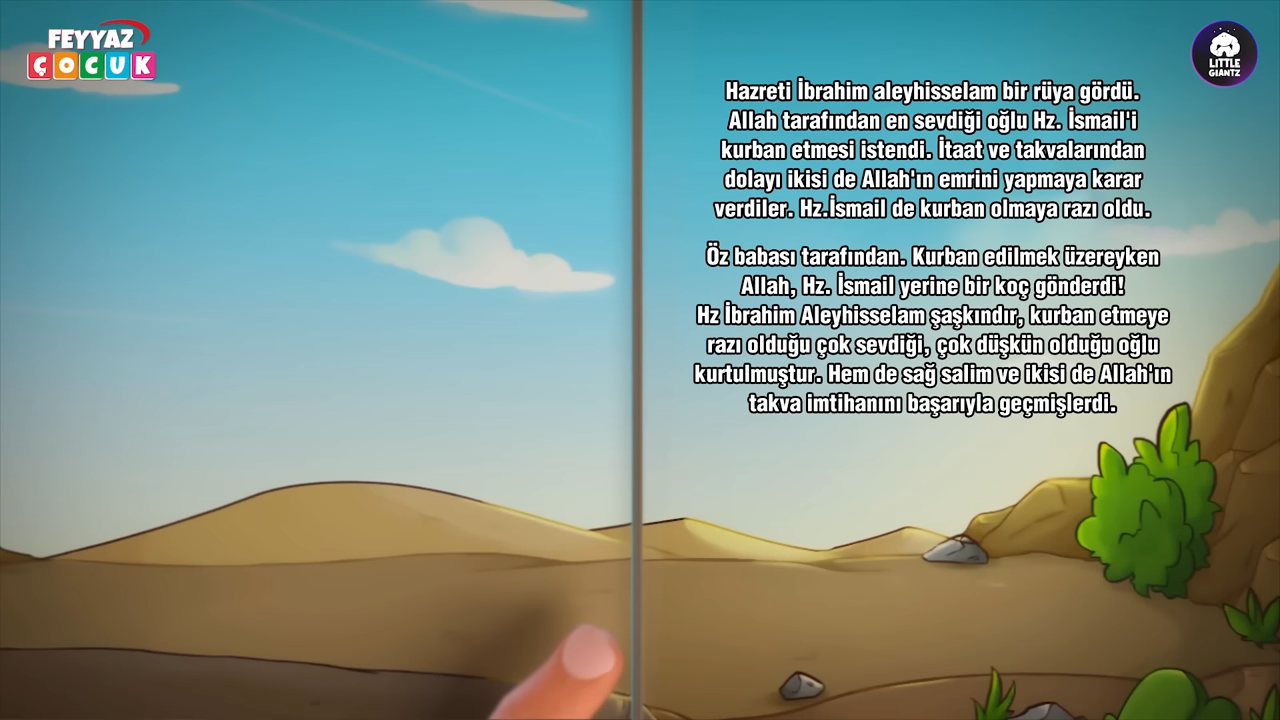 FEYYAZ
ÇOCUK
LITTLE
GIANTZ
Hazreti İbrahim aleyhisselam bir rüya gördü.
Allah tarafından en sevdiği oğlu Hz. İsmail'i
kurban etmesi istendi. İtaat ve takvalarından
dolayı ikisi de Allah'ın emrini yapmaya karar
verdiler. Hz.İsmail de kurban olmaya razı oldu.
Öz babası tarafından. Kurban edilmek üzereyken
Allah, Hz. İsmail yerine bir koç gönderdi!
Hz İbrahim Aleyhisselam şaşkındır, kurban etmeye
razı olduğu çok sevdiği, çok düşkün olduğu oğlu
kurtulmuştur. Hem de sağ salim ve ikisi de Allah'ın
takva imtihanını başarıyla geçmişlerdi.